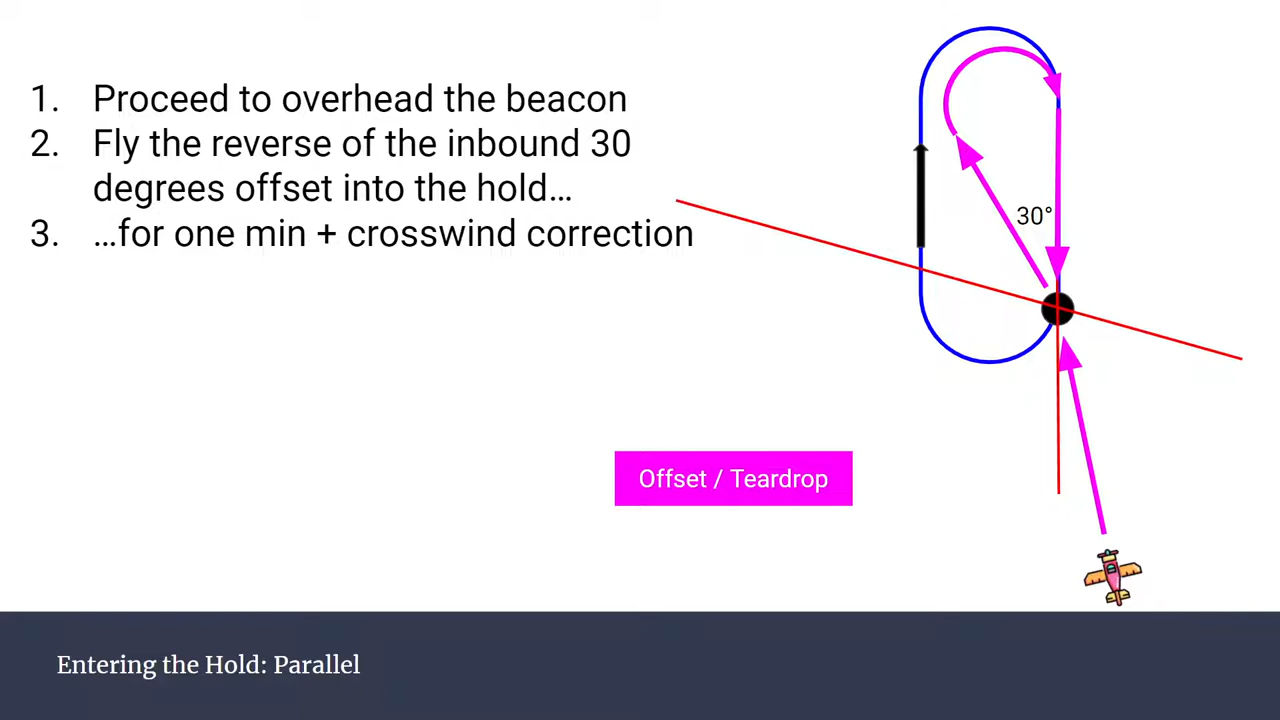 1. Proceed to overhead the beacon
2. Fly the reverse of the inbound 30
degrees offset into the hold…
3. …for one min + crosswind correction
30°
Offset / Teardrop
Entering the Hold: Parallel